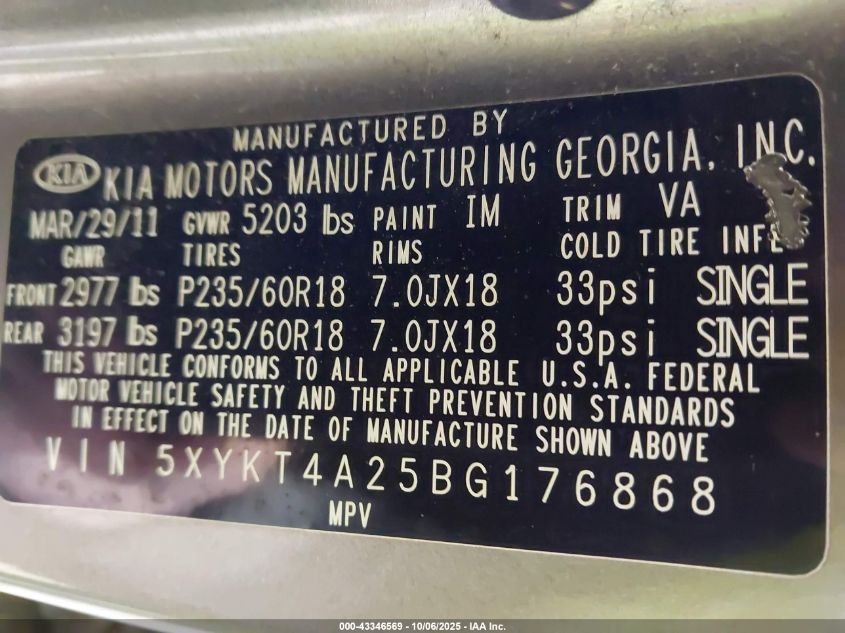 MANUFACTURED BY
KIA KIA MOTORS MANUFACTURING GEORGIA, INC.
MAR/29/11 GVWR 5203 lbs PAINT IM TRIM VA
GAWR TIRES RIMS COLD TIRE INFL
FRONT 2977 lbs P235/60R18 7.0JX18 33psi SINGLE
REAR 3197 lbs P235/60R18 7.0JX18 33psi SINGLE
THIS VEHICLE CONFORMS TO ALL APPLICABLE U.S.A. FEDERAL
MOTOR VEHICLE SAFETY AND THEFT PREVENTION STANDARDS
IN EFFECT ON THE DATE OF MANUFACTURE SHOWN ABOVE
VIN 5XYKT4A25BG176868
MPV
000-43346569 - 10/06/2025 - IAA Inc.